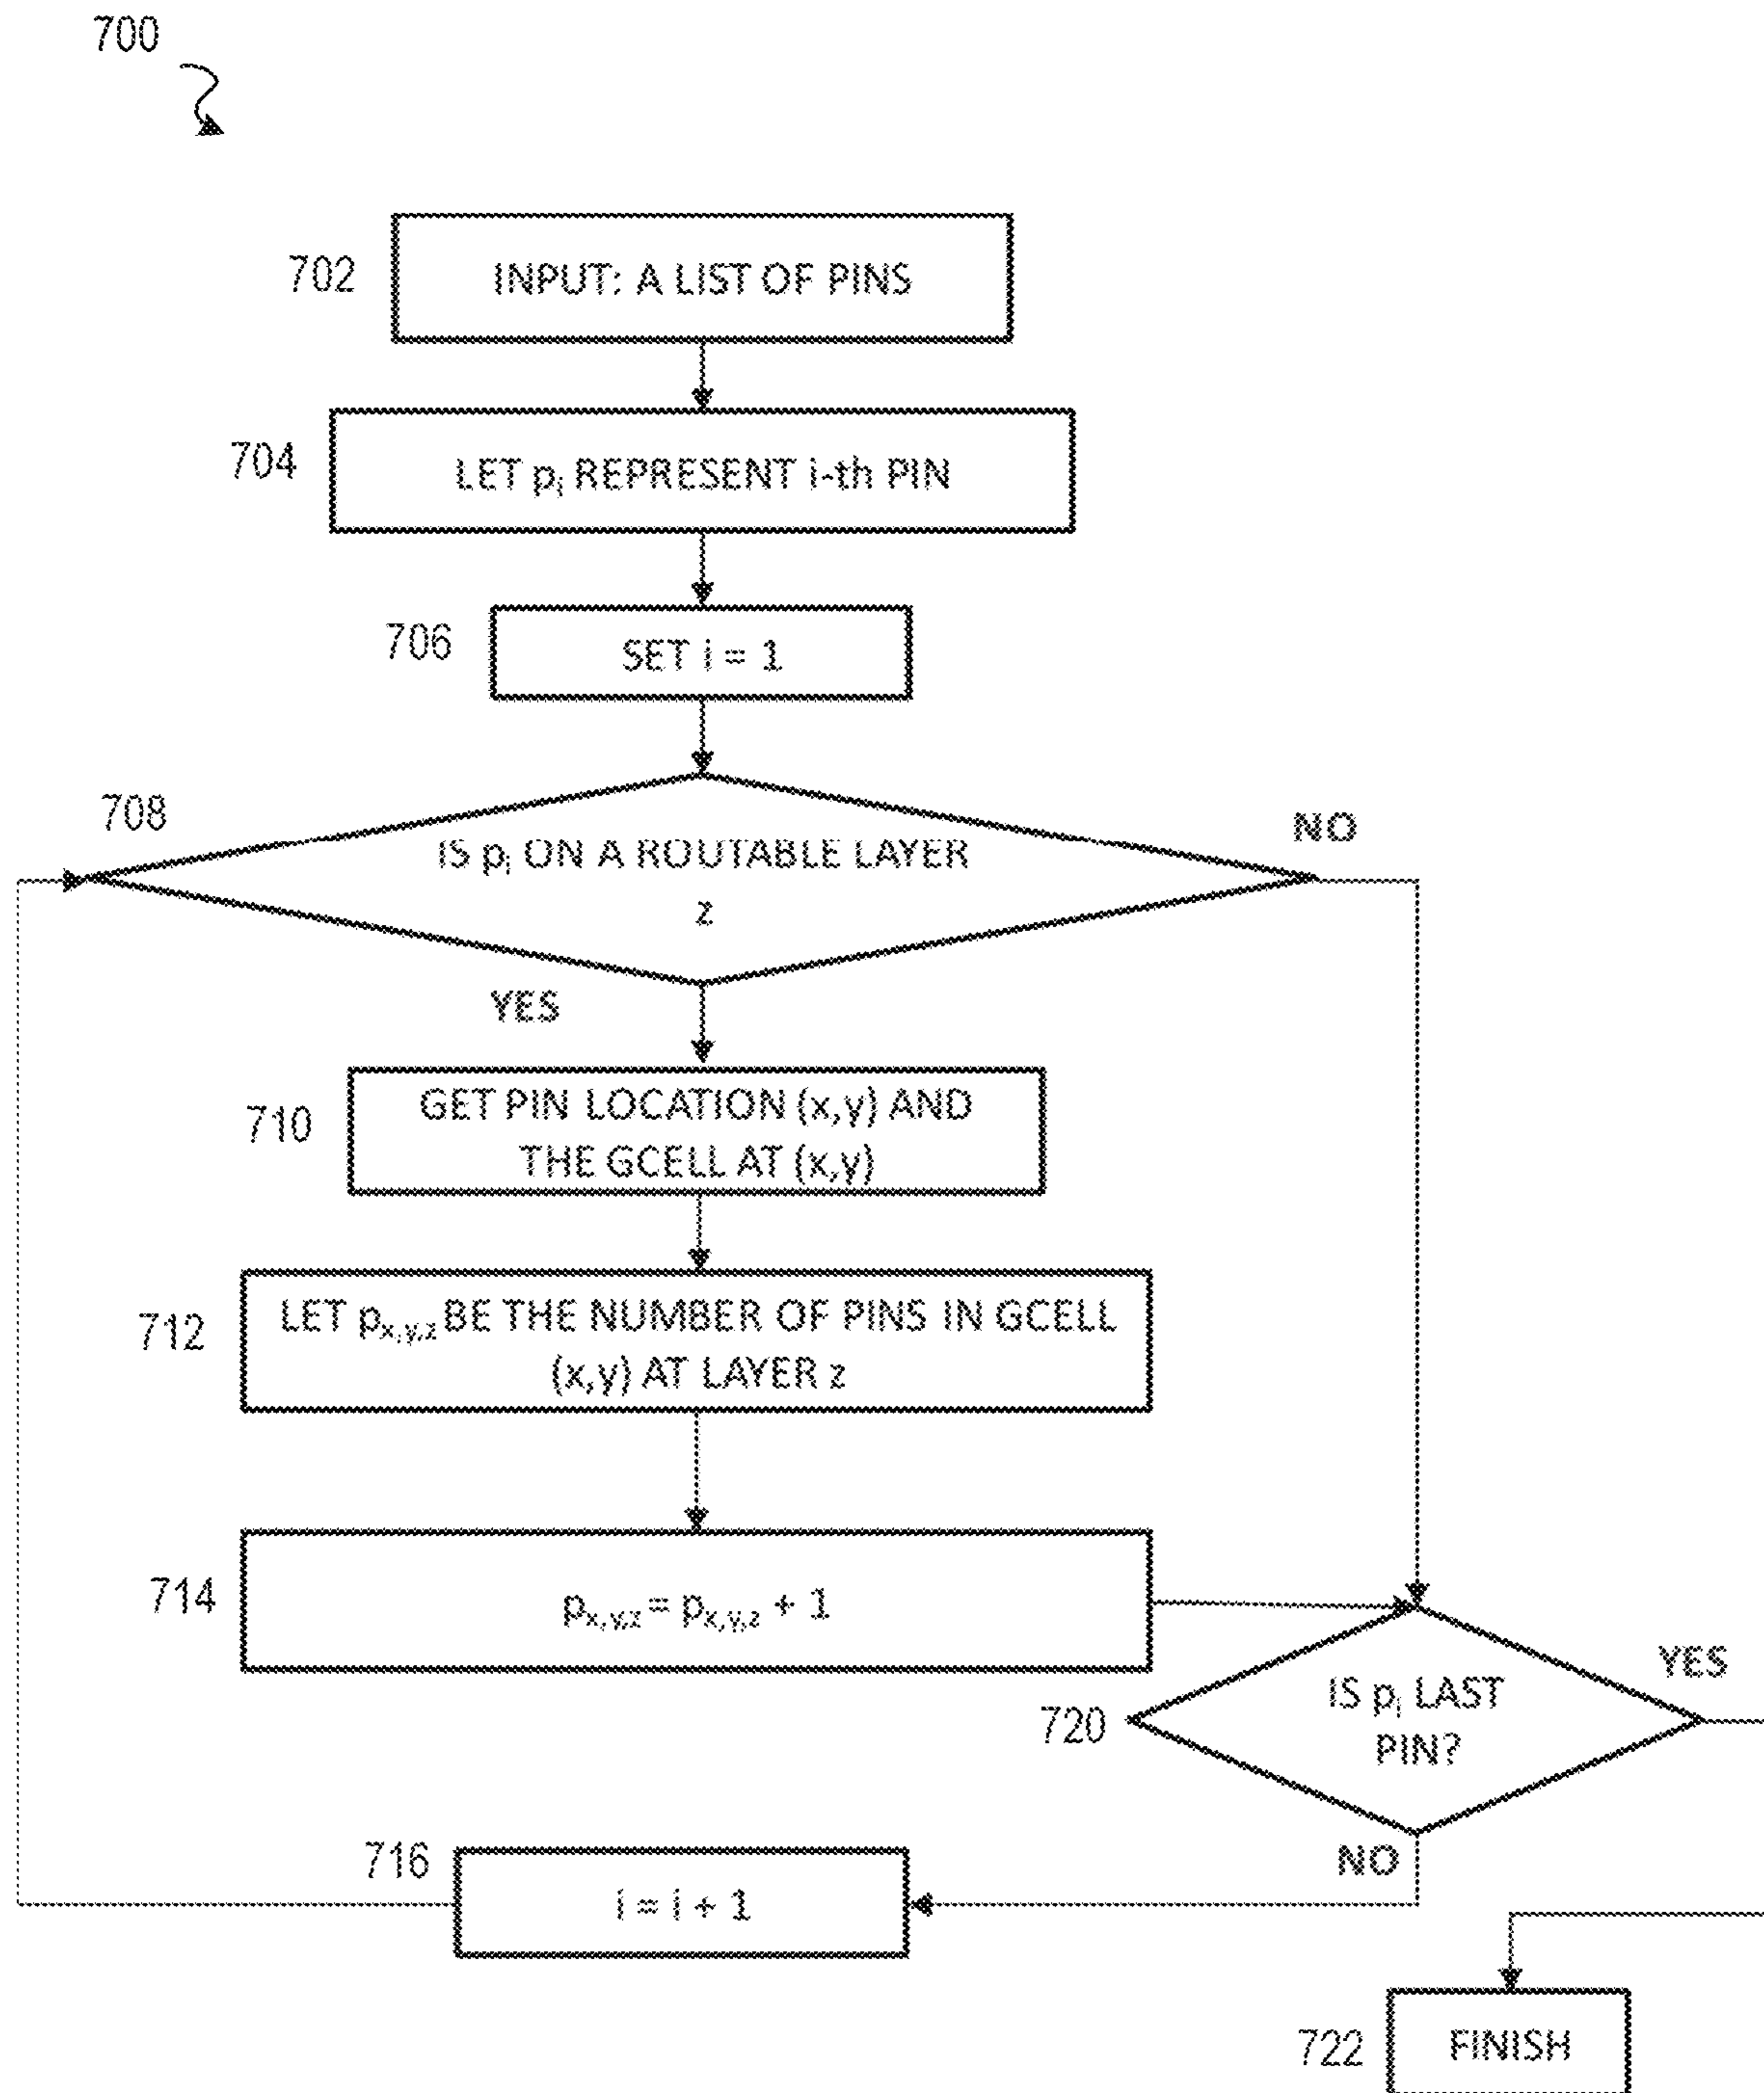 700
702
INPUT: A LIST OF PINS
704
LET pᵢ REPRESENT i-th PIN
706
SET i = 1
708
IS pᵢ ON A ROUTABLE LAYER
z
NO
YES
710
GET PIN LOCATION (x,y) AND
THE GCELL AT (x,y)
712
LET pₓ,y,z BE THE NUMBER OF PINS IN GCELL
(x,y) AT LAYER z
714
pₓ,y,z = pₓ,y,z + 1
720
IS pᵢ LAST
PIN?
YES
NO
716
i = i + 1
722
FINISH